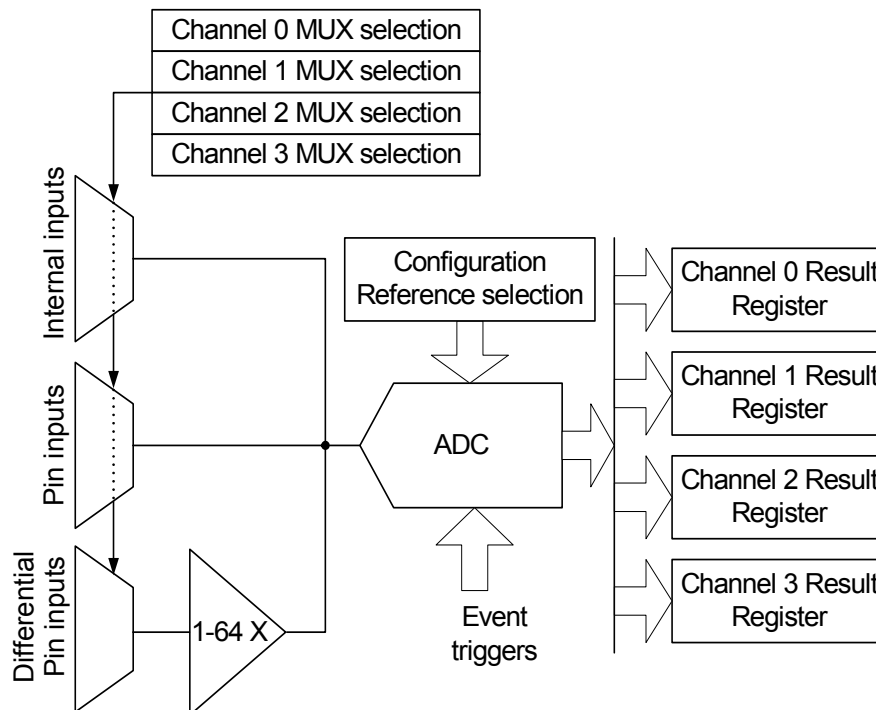 Channel 0 MUX selection
Channel 1 MUX selection
Channel 2 MUX selection
Channel 3 MUX selection
Internal inputs
Pin inputs
Differential
Pin inputs
1-64 X
Configuration
Reference selection
ADC
Event
triggers
Channel 0 Result
Register
Channel 1 Result
Register
Channel 2 Result
Register
Channel 3 Result
Register